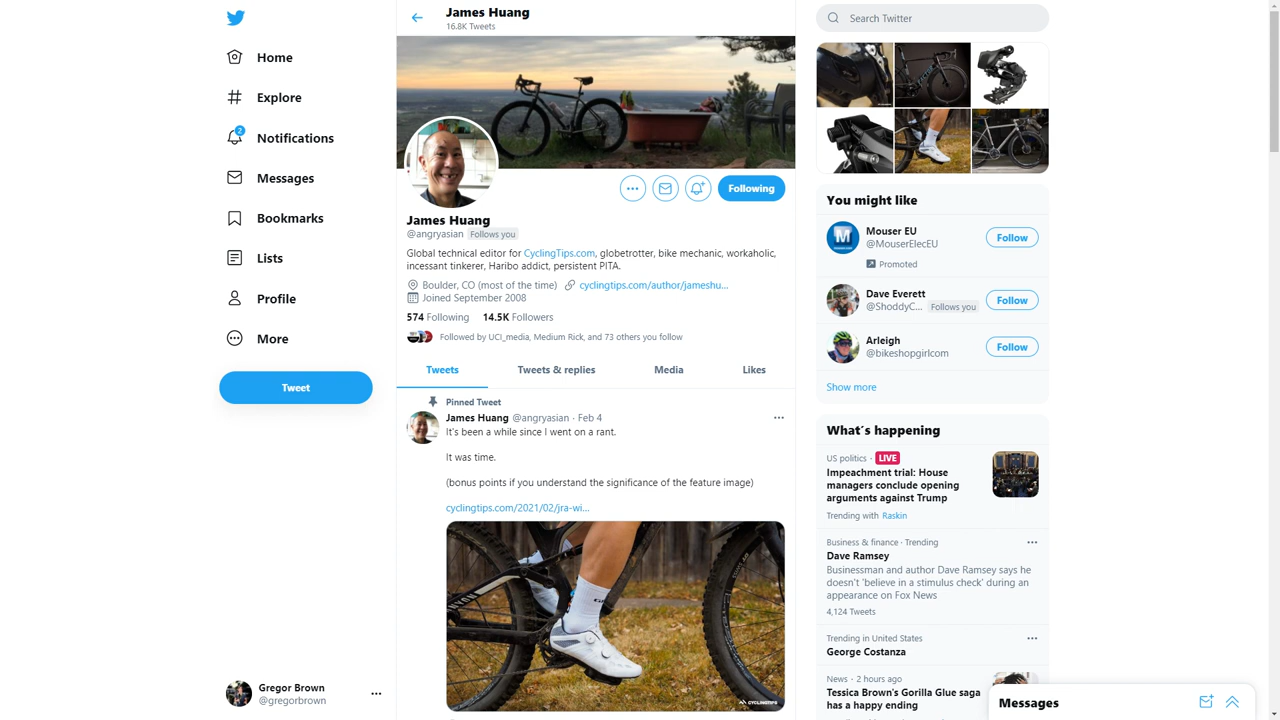 James Huang
16.8K Tweets
Home
Explore
2
Notifications
Messages
Bookmarks
Lists
Profile
More
Tweet
Gregor Brown
@gregorbrown
Following
James Huang
@angryasian Follows you
Global technical editor for CyclingTips.com, globetrotter, bike mechanic, workaholic,
incessant tinkerer, Haribo addict, persistent PITA.
Boulder, CO (most of the time) cyclingtips.com/author/jameshu...
Joined September 2008
574 Following 14.5K Followers
Followed by UCI_media, Medium Rick, and 73 others you follow
Tweets Tweets & replies Media Likes
Pinned Tweet
James Huang @angryasian · Feb 4
It's been a while since I went on a rant.
It was time.
(bonus points if you understand the significance of the feature image)
cyclingtips.com/2021/02/jra-wi...
CYCLINGTIPS
Search Twitter
You might like
Mouser EU
@MouserElecEU
Promoted
Follow
Dave Everett
@ShoddyC... Follows you
Follow
Arleigh
@bikeshopgirlcom
Follow
Show more
What's happening
US politics · LIVE
Impeachment trial: House
managers conclude opening
arguments against Trump
Trending with Raskin
Business & finance · Trending
Dave Ramsey
Businessman and author Dave Ramsey says he
doesn't 'believe in a stimulus check' during an
appearance on Fox News
4,124 Tweets
Trending in United States
George Costanza
News · 2 hours ago
Tessica Brown's Gorilla Glue saga
has a happy ending
Messages